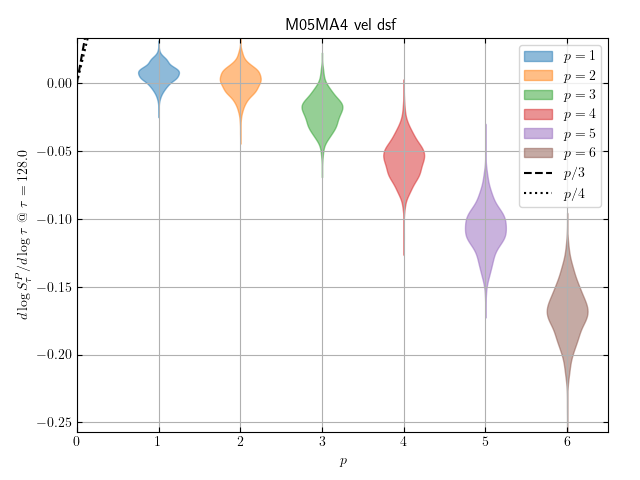 M05MA4 vel dsf
d log S_τ^P / d log τ @ τ = 128.0
0.00
−0.05
−0.10
−0.15
−0.20
−0.25
0 1 2 3 4 5 6
p
p = 1
p = 2
p = 3
p = 4
p = 5
p = 6
p/3
p/4